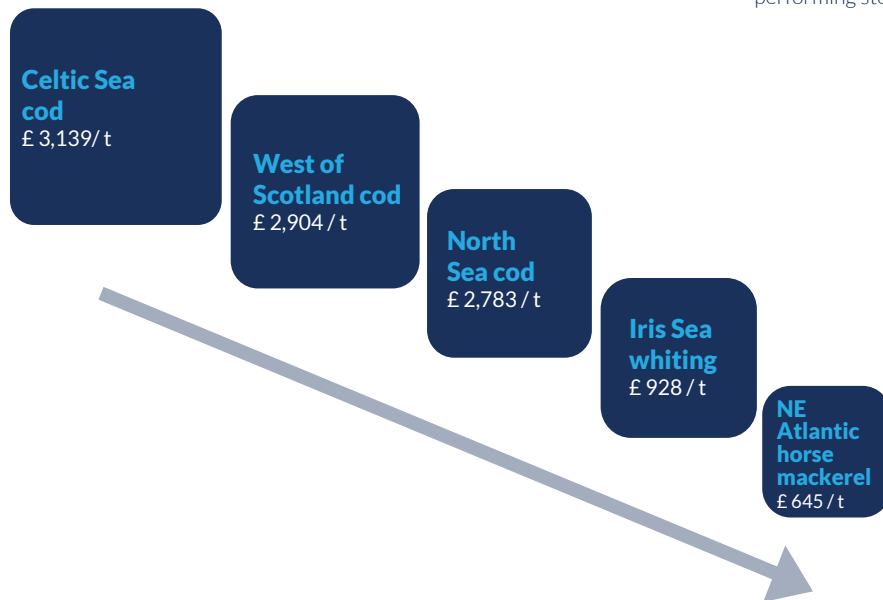 performing
Celtic Sea
cod
£ 3,139/ t
West of
Scotland cod
£ 2,904 / t
North
Sea cod
£ 2,783 / t
Iris Sea
whiting
£ 928 / t
NE
Atlantic
horse
mackerel
£ 645 / t